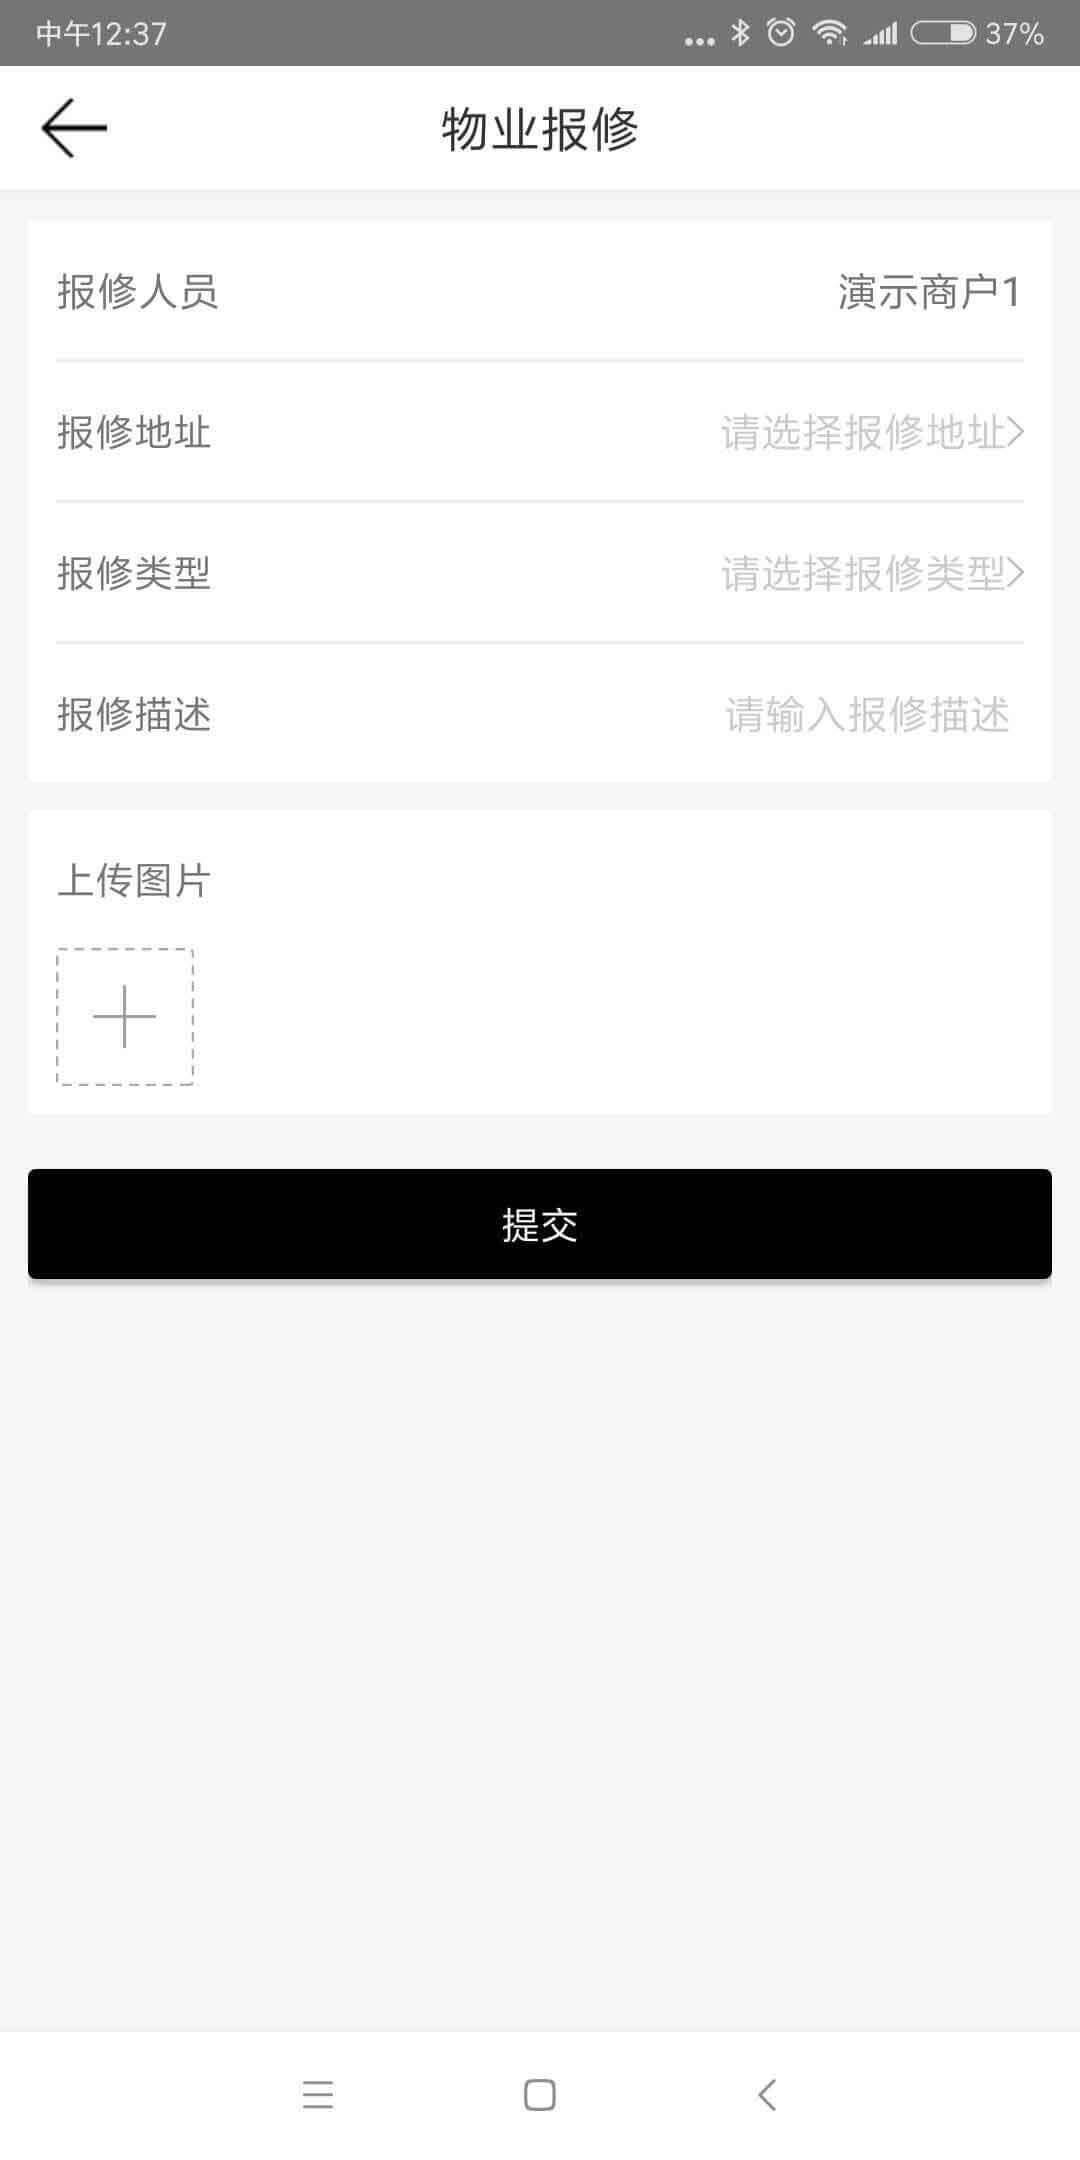 中午12:37
37%
物业报修
报修人员
演示商户1
报修地址
请选择报修地址
报修类型
请选择报修类型
报修描述
请输入报修描述
上传图片
提交